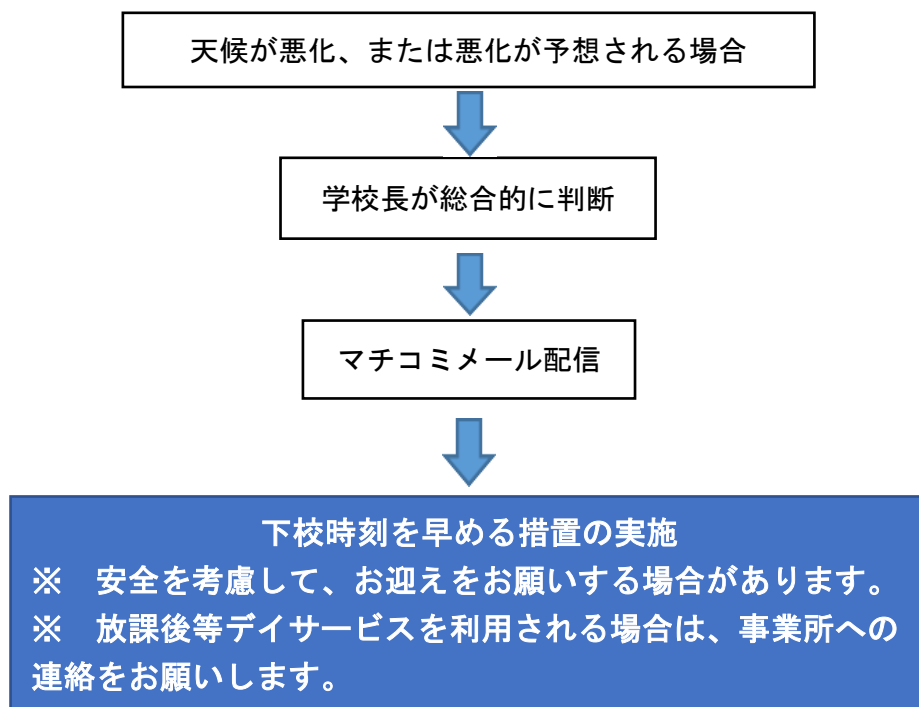 天候が悪化、または悪化が予想される場合
学校長が総合的に判断
マチコミメール配信
下校時刻を早める措置の実施
※　安全を考慮して、お迎えをお願いする場合があります。
※　放課後等デイサービスを利用される場合は、事業所への
連絡をお願いします。